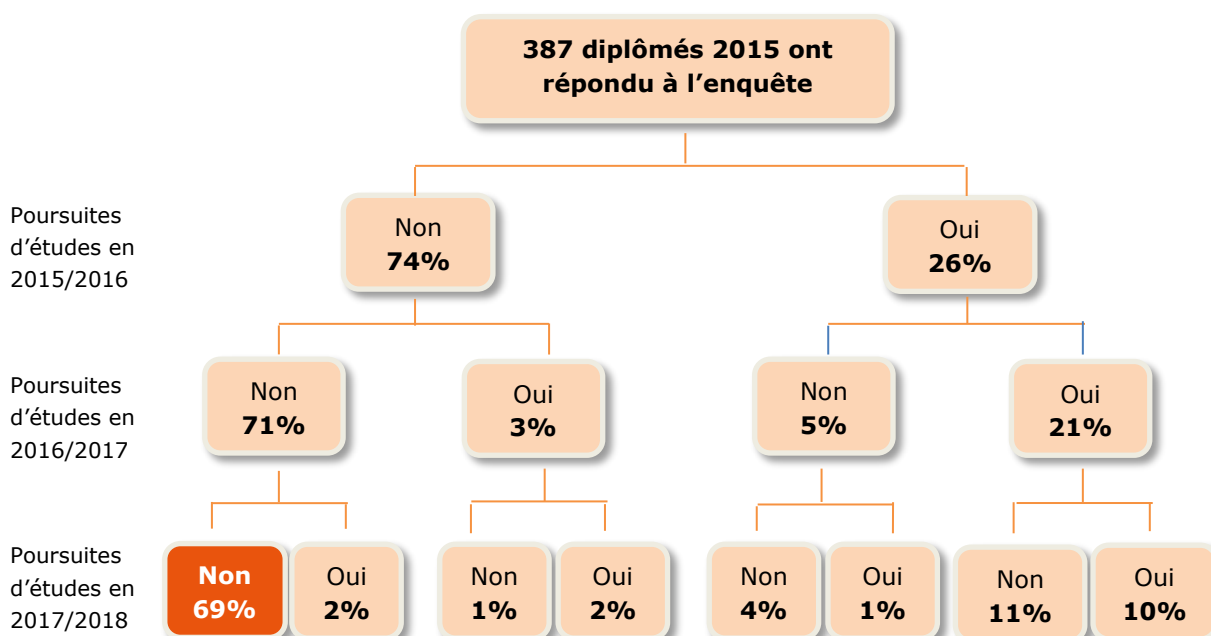 387 diplômés 2015 ont
répondu à l'enquête
Poursuites
d'études en
2015/2016
Non
74%
Oui
26%
Poursuites
d'études en
2016/2017
Non
71%
Oui
3%
Non
5%
Oui
21%
Poursuites
d'études en
2017/2018
Non
69%
Oui
2%
Non
1%
Oui
2%
Non
4%
Oui
1%
Non
11%
Oui
10%